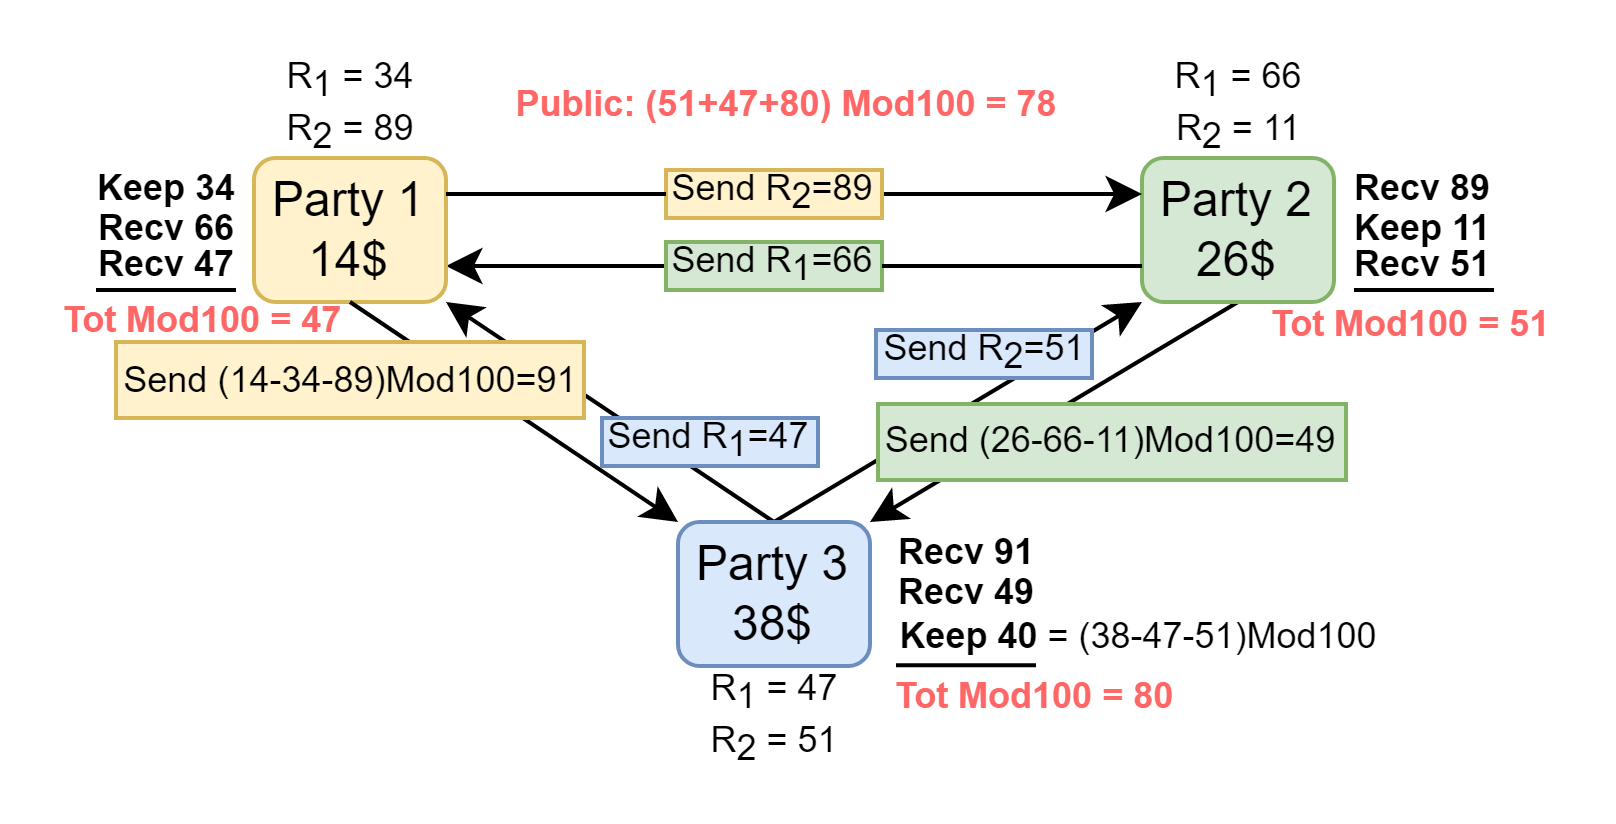 R1 = 34
R2 = 89
Public: (51+47+80) Mod100 = 78
R1 = 66
R2 = 11
Keep 34
Recv 66
Recv 47
Tot Mod100 = 47
Party 1
14$
Send R2=89
Send R1=66
Party 2
26$
Recv 89
Keep 11
Recv 51
Tot Mod100 = 51
Send (14-34-89)Mod100=91
Send R1=47
Send R2=51
Send (26-66-11)Mod100=49
Party 3
38$
R1 = 47
R2 = 51
Recv 91
Recv 49
Keep 40 = (38-47-51)Mod100
Tot Mod100 = 80